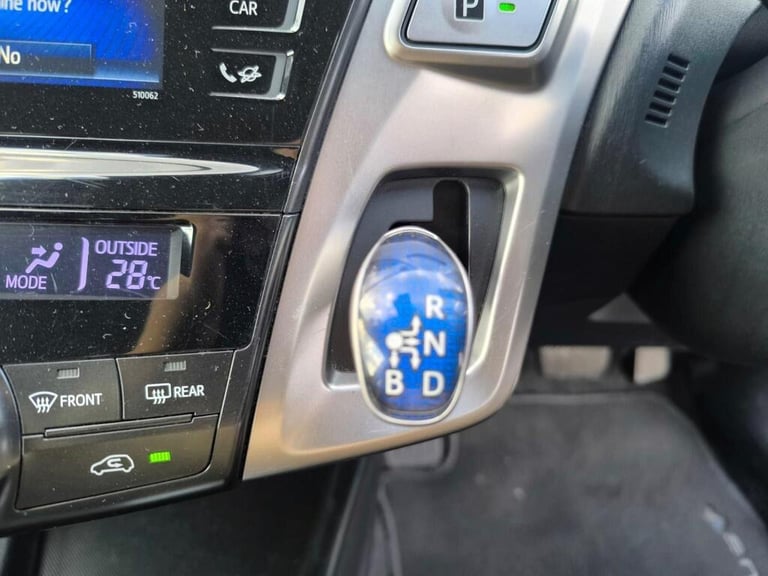 ne now?
No
CAR
P
510062
MODE
OUTSIDE
28℃
R
N
B D
FRONT
REAR